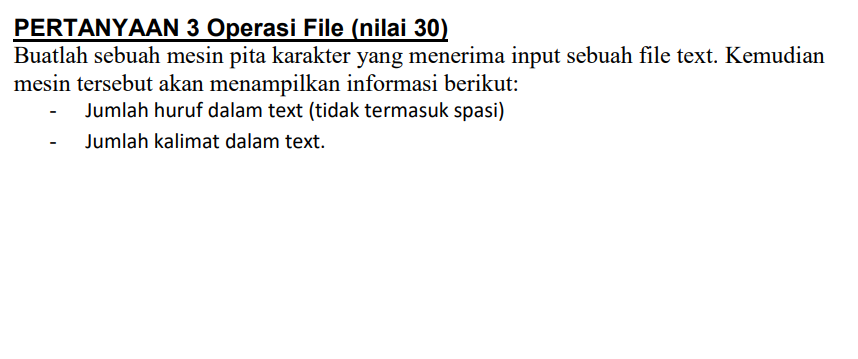 PERTANYAAN 3 Operasi File (nilai 30)
Buatlah sebuah mesin pita karakter yang menerima input sebuah file text. Kemudian
mesin tersebut akan menampilkan informasi berikut:
- Jumlah huruf dalam text (tidak termasuk spasi)
- Jumlah kalimat dalam text.